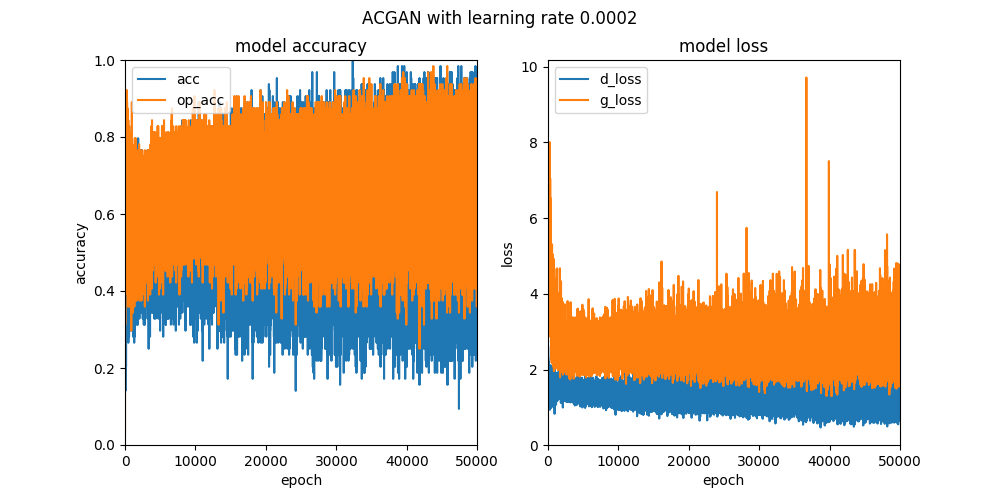 ACGAN with learning rate 0.0002
model accuracy
acc
op_acc
accuracy
1.0
0.8
0.6
0.4
0.2
0.0
0 10000 20000 30000 40000 50000
epoch
model loss
d_loss
g_loss
loss
10
8
6
4
2
0
0 10000 20000 30000 40000 50000
epoch